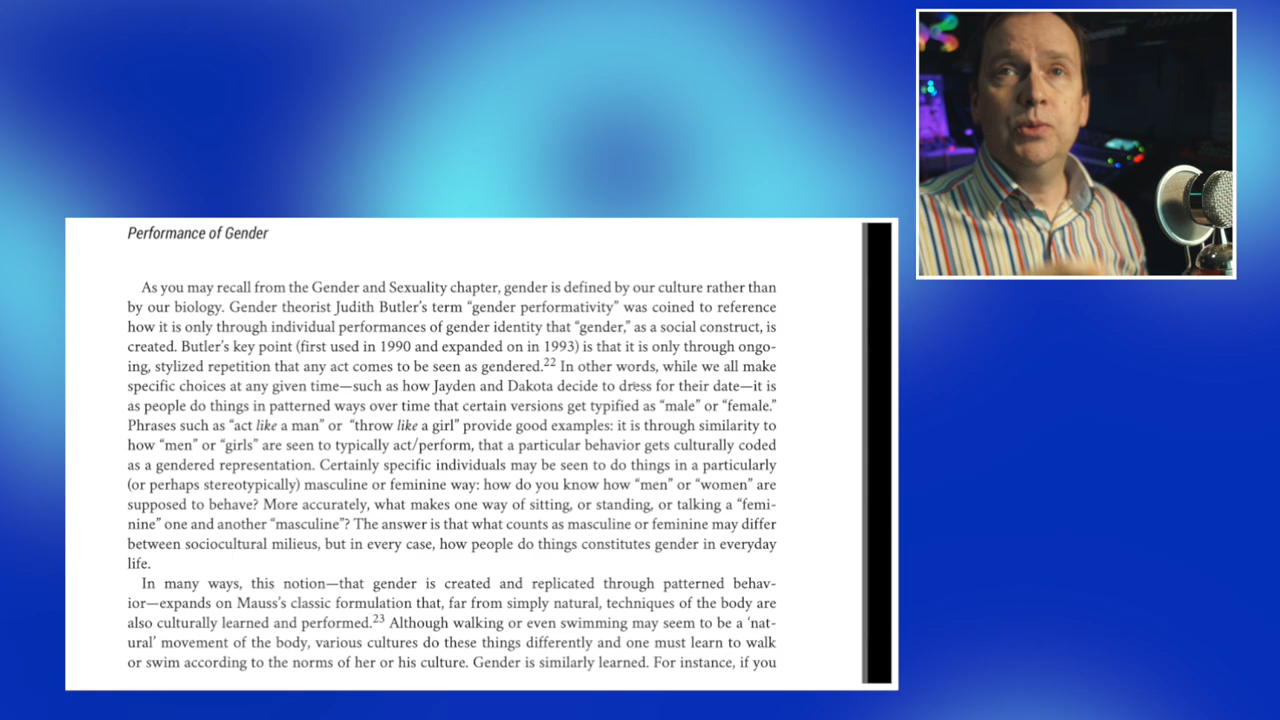 Performance of Gender
As you may recall from the Gender and Sexuality chapter, gender is defined by our culture rather than
by our biology. Gender theorist Judith Butler’s term “gender performativity” was coined to reference
how it is only through individual performances of gender identity that “gender,” as a social construct, is
created. Butler’s key point (first used in 1990 and expanded on in 1993) is that it is only through ongo-
ing, stylized repetition that any act comes to be seen as gendered.22 In other words, while we all make
specific choices at any given time—such as how Jayden and Dakota decide to dress for their date—it is
as people do things in patterned ways over time that certain versions get typified as “male” or “female.”
Phrases such as “act like a man” or “throw like a girl” provide good examples: it is through similarity to
how “men” or “girls” are seen to typically act/perform, that a particular behavior gets culturally coded
as a gendered representation. Certainly specific individuals may be seen to do things in a particularly
(or perhaps stereotypically) masculine or feminine way: how do you know how “men” or “women” are
supposed to behave? More accurately, what makes one way of sitting, or standing, or talking a “femi-
nine” one and another “masculine”? The answer is that what counts as masculine or feminine may differ
between sociocultural milieus, but in every case, how people do things constitutes gender in everyday
life.
In many ways, this notion—that gender is created and replicated through patterned behav-
ior—expands on Mauss’s classic formulation that, far from simply natural, techniques of the body are
also culturally learned and performed.23 Although walking or even swimming may seem to be a ‘nat-
ural’ movement of the body, various cultures do these things differently and one must learn to walk
or swim according to the norms of her or his culture. Gender is similarly learned. For instance, if you